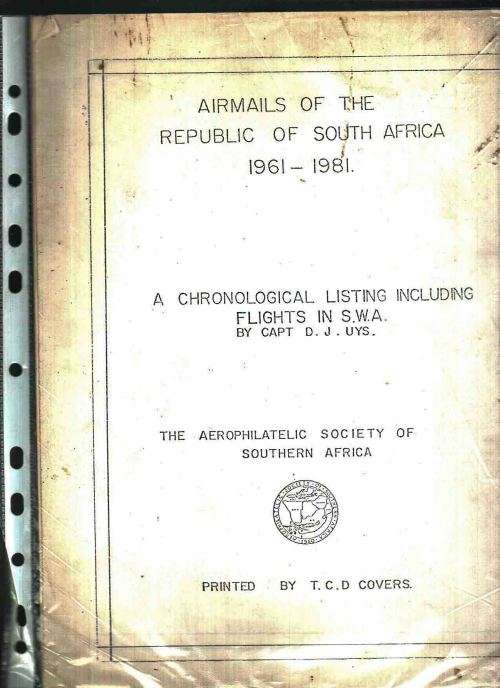 AIRMAILS OF THE
REPUBLIC OF SOUTH AFRICA
1961 – 1981.
A CHRONOLOGICAL LISTING INCLUDING
FLIGHTS IN S.W.A.
BY CAPT D. J. UYS.
THE AEROPHILATELIC SOCIETY OF
SOUTHERN AFRICA
PRINTED BY T.C.D COVERS.